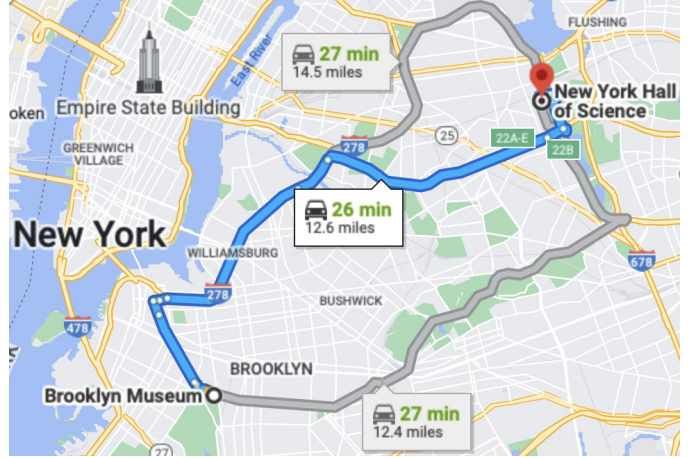 FLUSHING
27 min
14.5 miles
East River
New York Hall
of Science
oken
Empire State Building
25
22A-E
22B
278
GREENWICH
VILLAGE
26 min
12.6 miles
New York
WILLIAMSBURG
678
278
BUSHWICK
478
BROOKLYN
Brooklyn Museum
27 min
12.4 miles
27